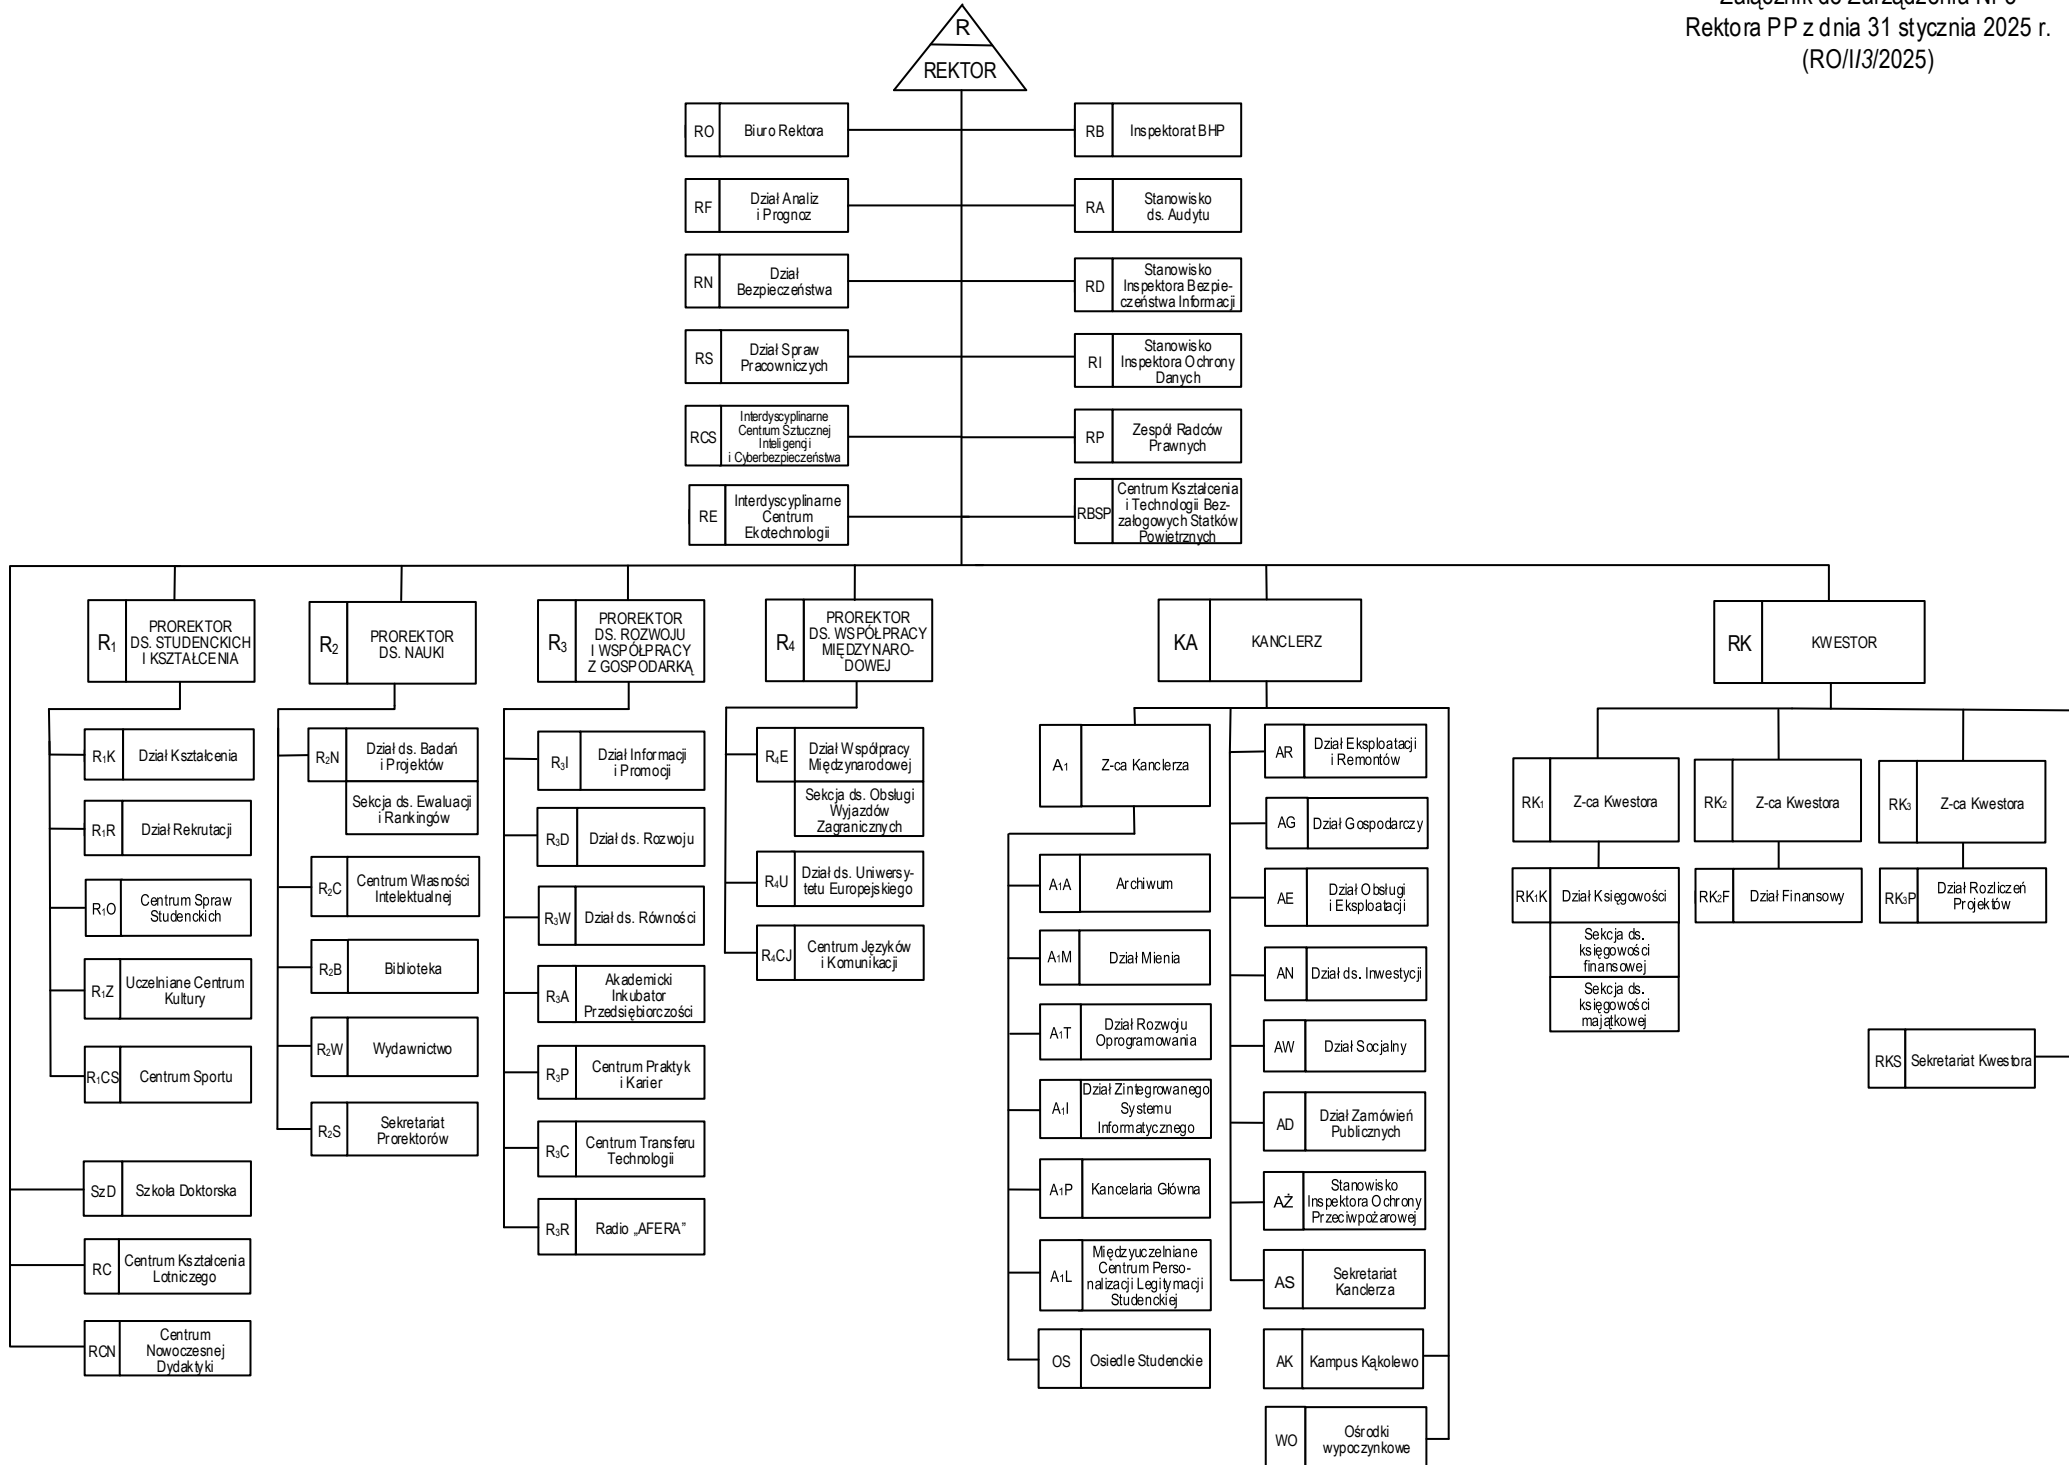 Rektora PP z dnia 31 stycznia 2025 r.
(RO/I/3/2025)
R
REKTOR
RO
Biuro Rektora
RB
Inspektorat BHP
RF
Dział Analiz
i Prognoz
RA
Stanowisko
ds. Audytu
RN
Dział
Bezpieczeństwa
RD
Stanowisko
Inspektora Bezpie-
czeństwa Informacji
RS
Dział Spraw
Pracowniczych
RI
Stanowisko
Inspektora Ochrony
Danych
RCS
Interdyscyplinarne
Centrum Sztucznej
Inteligencji
i Cyberbezpieczeństwa
RP
Zespół Radców
Prawnych
RE
Interdyscyplinarne
Centrum
Ekotechnologii
RBSP
Centrum Kształcenia
i Technologii Bez-
załogowych Statków
Powietrznych
R1
PROREKTOR
DS. STUDENCKICH
I KSZTAŁCENIA
R2
PROREKTOR
DS. NAUKI
R3
PROREKTOR
DS. ROZWOJU
I WSPÓŁPRACY
Z GOSPODARKĄ
R4
PROREKTOR
DS. WSPÓŁPRACY
MIĘDZYNARO-
DOWEJ
KA
KANCLERZ
RK
KWESTOR
R1K
Dział Kształcenia
R1R
Dział Rekrutacji
R1O
Centrum Spraw
Studenckich
R1Z
Uczelniane Centrum
Kultury
R1CS
Centrum Sportu
SzD
Szkoła Doktorska
RC
Centrum Kształcenia
Lotniczego
RCN
Centrum
Nowoczesnej
Dydaktyki
R2N
Dział ds. Badań
i Projektów
Sekcja ds. Ewaluacji
i Rankingów
R2C
Centrum Własności
Intelektualnej
R2B
Biblioteka
R2W
Wydawnictwo
R2S
Sekretariat
Prorektorów
R3I
Dział Informacji
i Promocji
R3D
Dział ds. Rozwoju
R3W
Dział ds. Równości
R3A
Akademicki
Inkubator
Przedsiębiorczości
R3P
Centrum Praktyk
i Karier
R3C
Centrum Transferu
Technologii
R3R
Radio „AFERA”
R4E
Dział Współpracy
Międzynarodowej
Sekcja ds. Obsługi
Wyjazdów
Zagranicznych
R4U
Dział ds. Uniwersy-
tetu Europejskiego
R4CJ
Centrum Języków
i Komunikacji
A1
Z-ca Kanclerza
A1A
Archiwum
A1M
Dział Mienia
A1T
Dział Rozwoju
Oprogramowania
A1I
Dział Zintegrowanego
Systemu
Informatycznego
A1P
Kancelaria Główna
A1L
Międzyuczelniane
Centrum Perso-
nalizacji Legitymacji
Studenckiej
OS
Osiedle Studenckie
AR
Dział Eksploatacji
i Remontów
AG
Dział Gospodarczy
AE
Dział Obsługi
i Eksploatacji
AN
Dział ds. Inwestycji
AW
Dział Socjalny
AD
Dział Zamówień
Publicznych
AŻ
Stanowisko
Inspektora Ochrony
Przeciwpożarowej
AS
Sekretariat
Kanclerza
AK
Kampus Kąkolewo
WO
Ośrodki
wypoczynkowe
RK1
Z-ca Kwestora
RK2
Z-ca Kwestora
RK3
Z-ca Kwestora
RK1K
Dział Księgowości
Sekcja ds.
księgowości
finansowej
Sekcja ds.
księgowości
majątkowej
RK2F
Dział Finansowy
RK3P
Dział Rozliczeń
Projektów
RKS
Sekretariat Kwestora